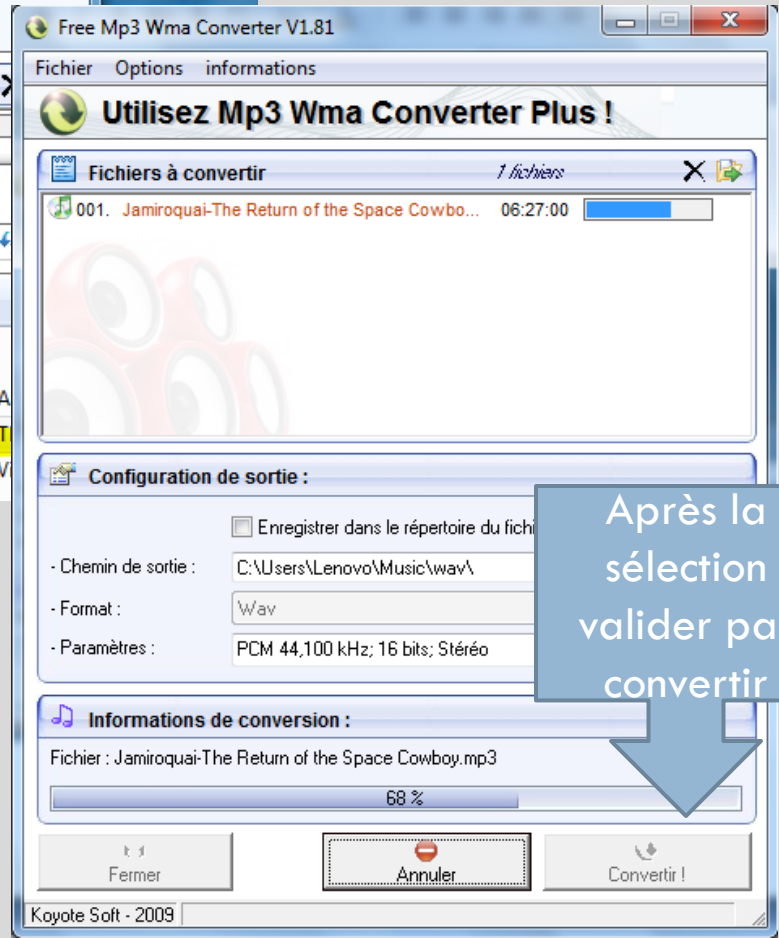 Free Mp3 Wma Converter V1.81
Fichier Options informations
Utilisez Mp3 Wma Converter Plus !
Fichiers à convertir 1 fichiers
001. Jamiroquai-The Return of the Space Cowbo... 06:27:00
Configuration de sortie :
Enregistrer dans le répertoire du fichi
- Chemin de sortie : C:\Users\Lenovo\Music\wav\
- Format : Wav
- Paramètres : PCM 44,100 kHz; 16 bits; Stéréo
Après la
sélection
valider pa
convertir
Informations de conversion :
Fichier : Jamiroquai-The Return of the Space Cowboy.mp3
68 %
Fermer Annuler Convertir !
Koyote Soft - 2009